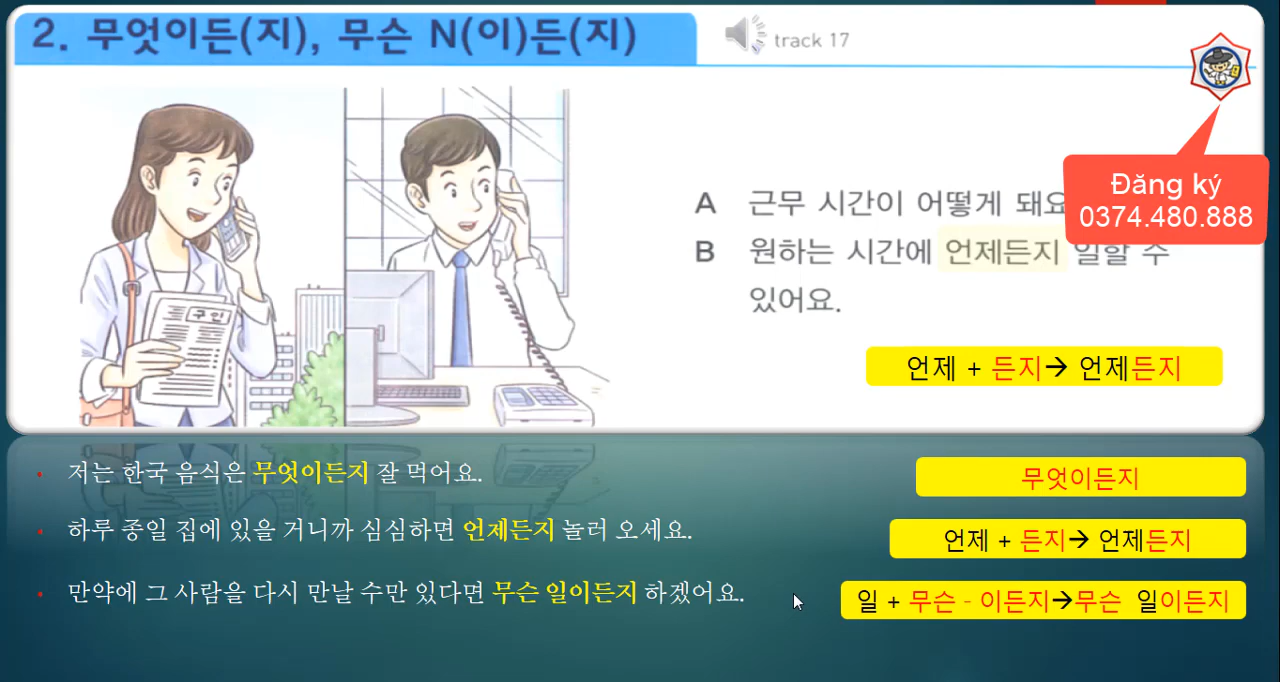 2. 무엇이든(지), 무슨 N(이)든(지)
track 17
Đăng ký
0374.480.888
구인
A 근무 시간이 어떻게 돼요
B 원하는 시간에 언제든지 일할 수
있어요.
언제 + 든지→ 언제든지
• 저는 한국 음식은 무엇이든지 잘 먹어요.
무엇이든지
• 하루 종일 집에 있을 거니까 심심하면 언제든지 놀러 오세요.
언제 + 든지→ 언제든지
• 만약에 그 사람을 다시 만날 수만 있다면 무슨 일이든지 하겠어요.
일 + 무슨 - 이든지→무슨 일이든지